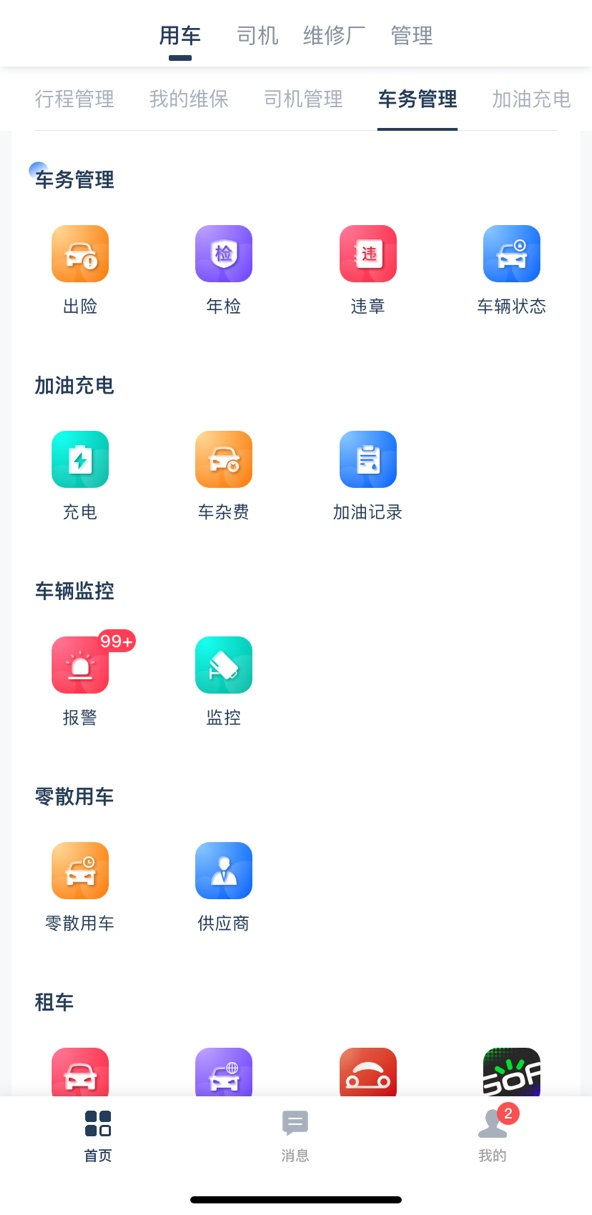 用车 司机 维修厂 管理
行程管理 我的维保 司机管理 车务管理 加油充电
车务管理
检 违
出险 年检 违章 车辆状态
加油充电
充电 车杂费 加油记录
车辆监控
99+
报警 监控
零散用车
零散用车 供应商
租车
2
首页 消息 我的